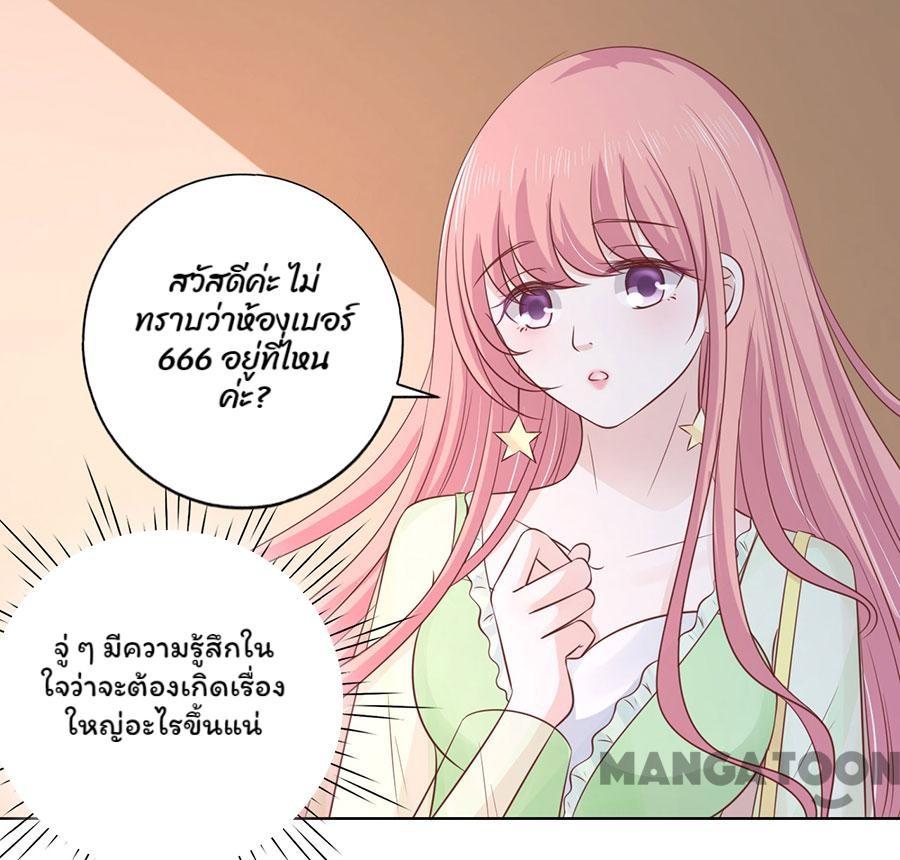 สวัสดีค่ะ ไม่
ทราบว่าห้องเบอร์
666 อยู่ที่ไหน
ค่ะ?
จู่ ๆ มีความรู้สึกใน
ใจว่าจะต้องเกิดเรื่อง
ใหญ่อะไรขึ้นแน่
MANGATOON